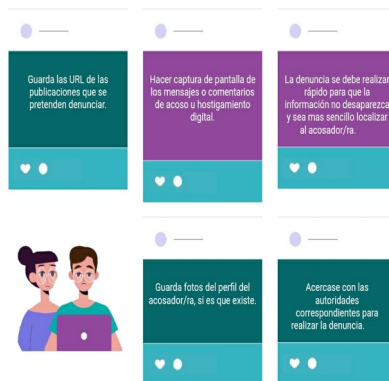 Guarda las URL de las
publicaciones que se
pretenden denunciar.
Hacer captura de pantalla de
los mensajes o comentarios
de acoso u hostigamiento
digital.
La denuncia se debe realizar
rápido para que la
información no desaparezca
y sea mas sencillo localizar
al acosador/ra.
Guarda fotos del perfil del
acosador/ra, si es que existe.
Acercase con las
autoridades
correspondientes para
realizar la denuncia.